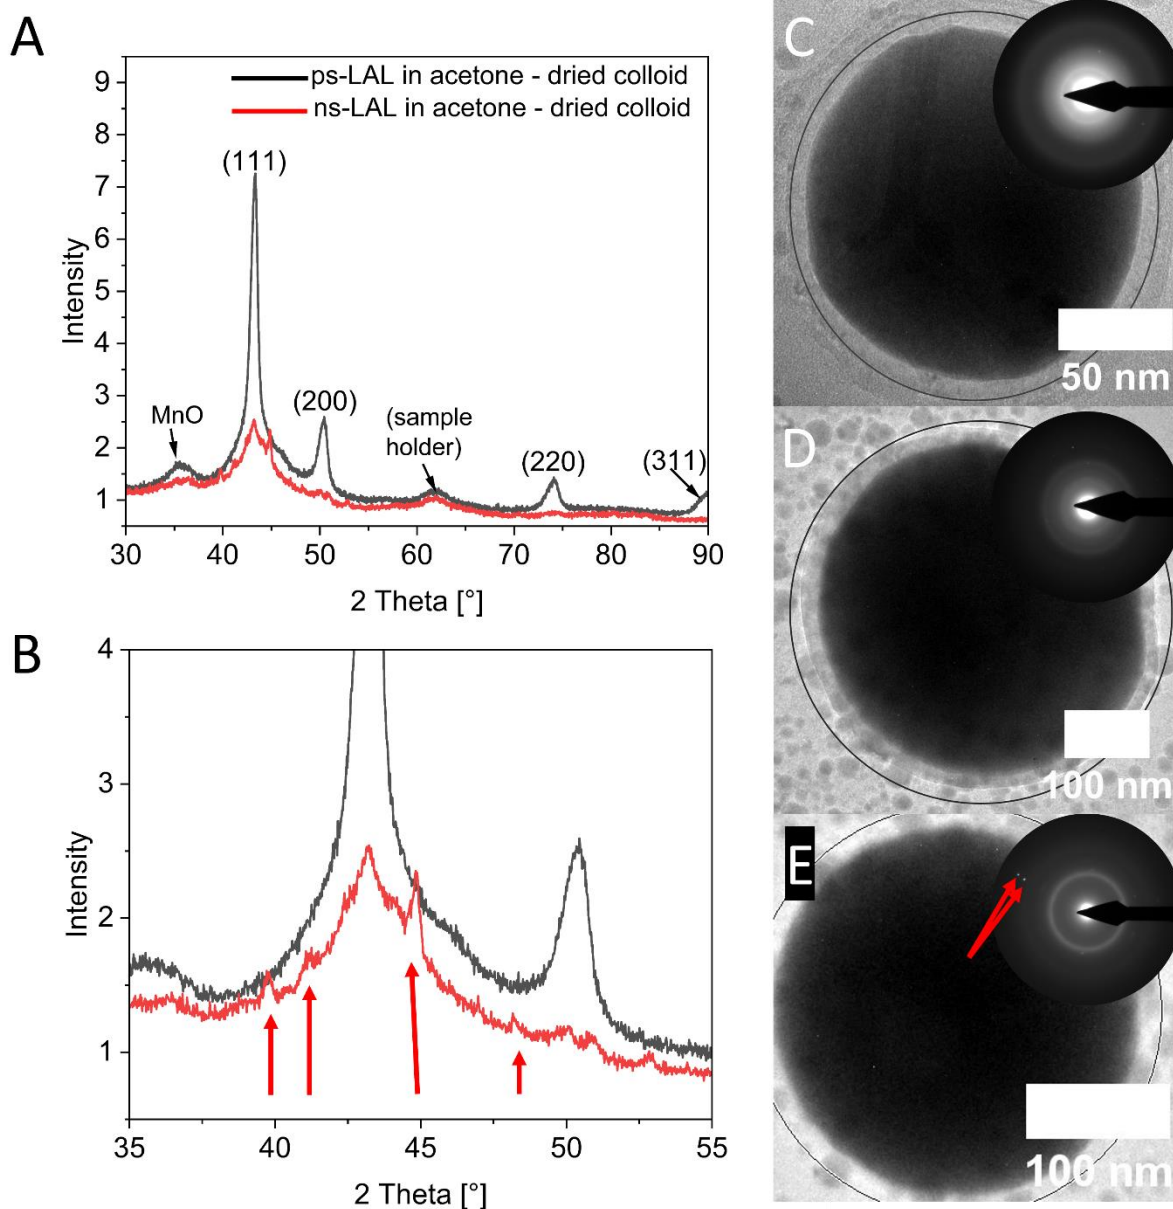 A
9
8
7
6
5
4
3
2
1
Intensity
ps-LAL in acetone - dried colloid
ns-LAL in acetone - dried colloid
(111)
MnO
(200)
(sample
holder)
(220)
(311)
30
40
50
60
70
80
90
2 Theta [°]
B
4
3
2
1
Intensity
35
40
45
50
55
2 Theta [°]
C
50 nm
D
100 nm
E
100 nm